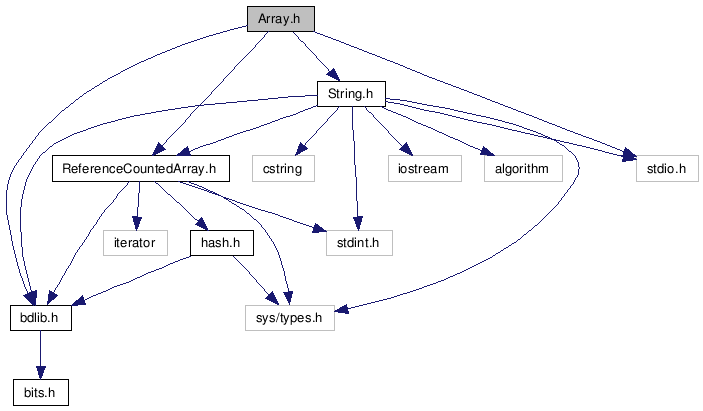 Array.h
String.h
ReferenceCountedArray.h
cstring
iostream
algorithm
stdio.h
iterator
hash.h
stdint.h
bdlib.h
sys/types.h
bits.h